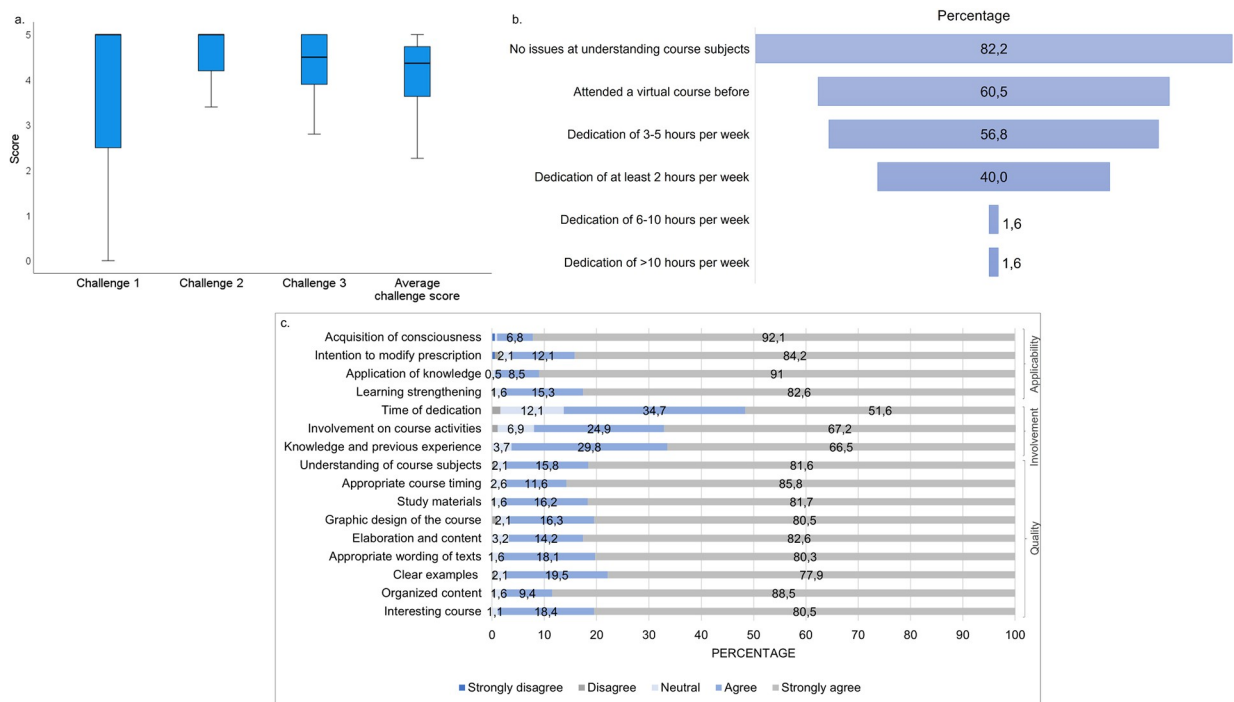 a.
5
4
3
2
1
0
Score
Challenge 1
Challenge 2
Challenge 3
Average
challenge score
b.
Percentage
No issues at understanding course subjects 82,2
Attended a virtual course before 60,5
Dedication of 3-5 hours per week 56,8
Dedication of at least 2 hours per week 40,0
Dedication of 6-10 hours per week 1,6
Dedication of >10 hours per week 1,6
c.
Acquisition of consciousness 6,8 92,1
Intention to modify prescription 2,1 12,1 84,2
Application of knowledge 0,5 8,5 91
Learning strengthening 1,6 15,3 82,6
Time of dedication 12,1 34,7 51,6
Involvement on course activities 6,9 24,9 67,2
Knowledge and previous experience 3,7 29,8 66,5
Understanding of course subjects 2,1 15,8 81,6
Appropriate course timing 2,6 11,6 85,8
Study materials 1,6 16,2 81,7
Graphic design of the course 2,1 16,3 80,5
Elaboration and content 3,2 14,2 82,6
Appropriate wording of texts 1,6 18,1 80,3
Clear examples 2,1 19,5 77,9
Organized content 1,6 9,4 88,5
Interesting course 1,1 18,4 80,5
Applicability
Involvement
Quality
0 10 20 30 40 50 60 70 80 90 100
PERCENTAGE
Strongly disagree Disagree Neutral Agree Strongly agree